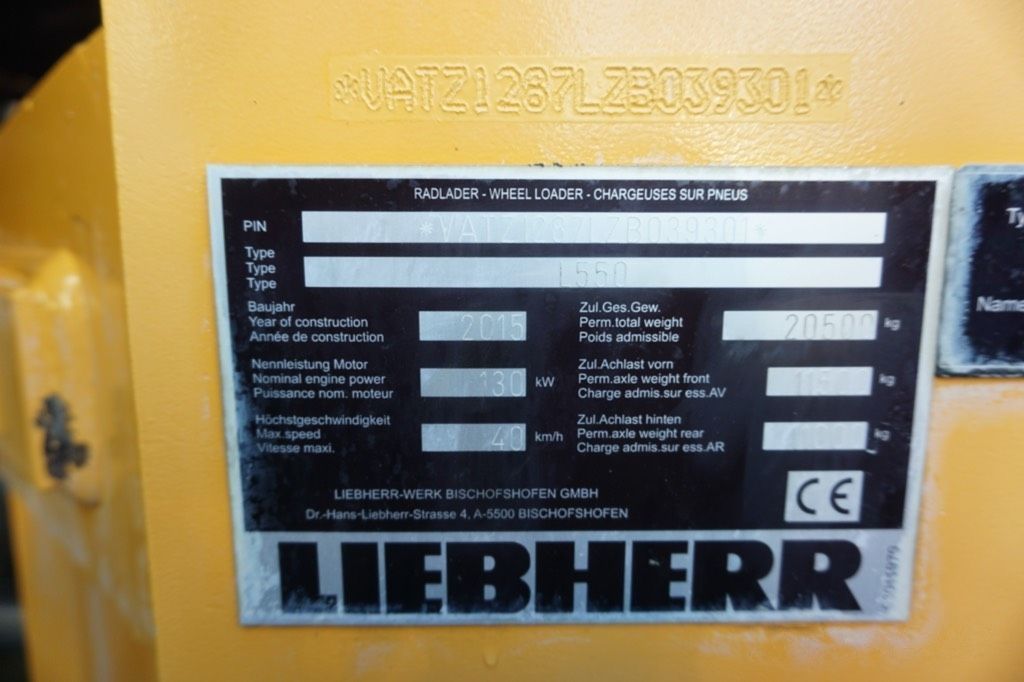 *VATZ1287LZB039301*
RADLADER - WHEEL LOADER - CHARGEUSES SUR PNEUS
PIN *VATZ1287LZB039301*
Type
Type L550
Type
Baujahr
Year of construction 2015
Année de construction
Zul.Ges.Gew.
Perm.total weight 20500 kg
Poids admissible
Nennleistung Motor
Nominal engine power 130 kW
Puissance nom. moteur
Zul.Achlast vorn
Perm.axle weight front kg
Charge admis.sur ess.AV
Höchstgeschwindigkeit
Max.speed 40 km/h
Vitesse maxi.
Zul.Achlast hinten
Perm.axle weight rear kg
Charge admis.sur ess.AR
LIEBHERR-WERK BISCHOFSHOFEN GMBH
Dr.-Hans-Liebherr-Strasse 4, A-5500 BISCHOFSHOFEN
CE
LIEBHERR
Name